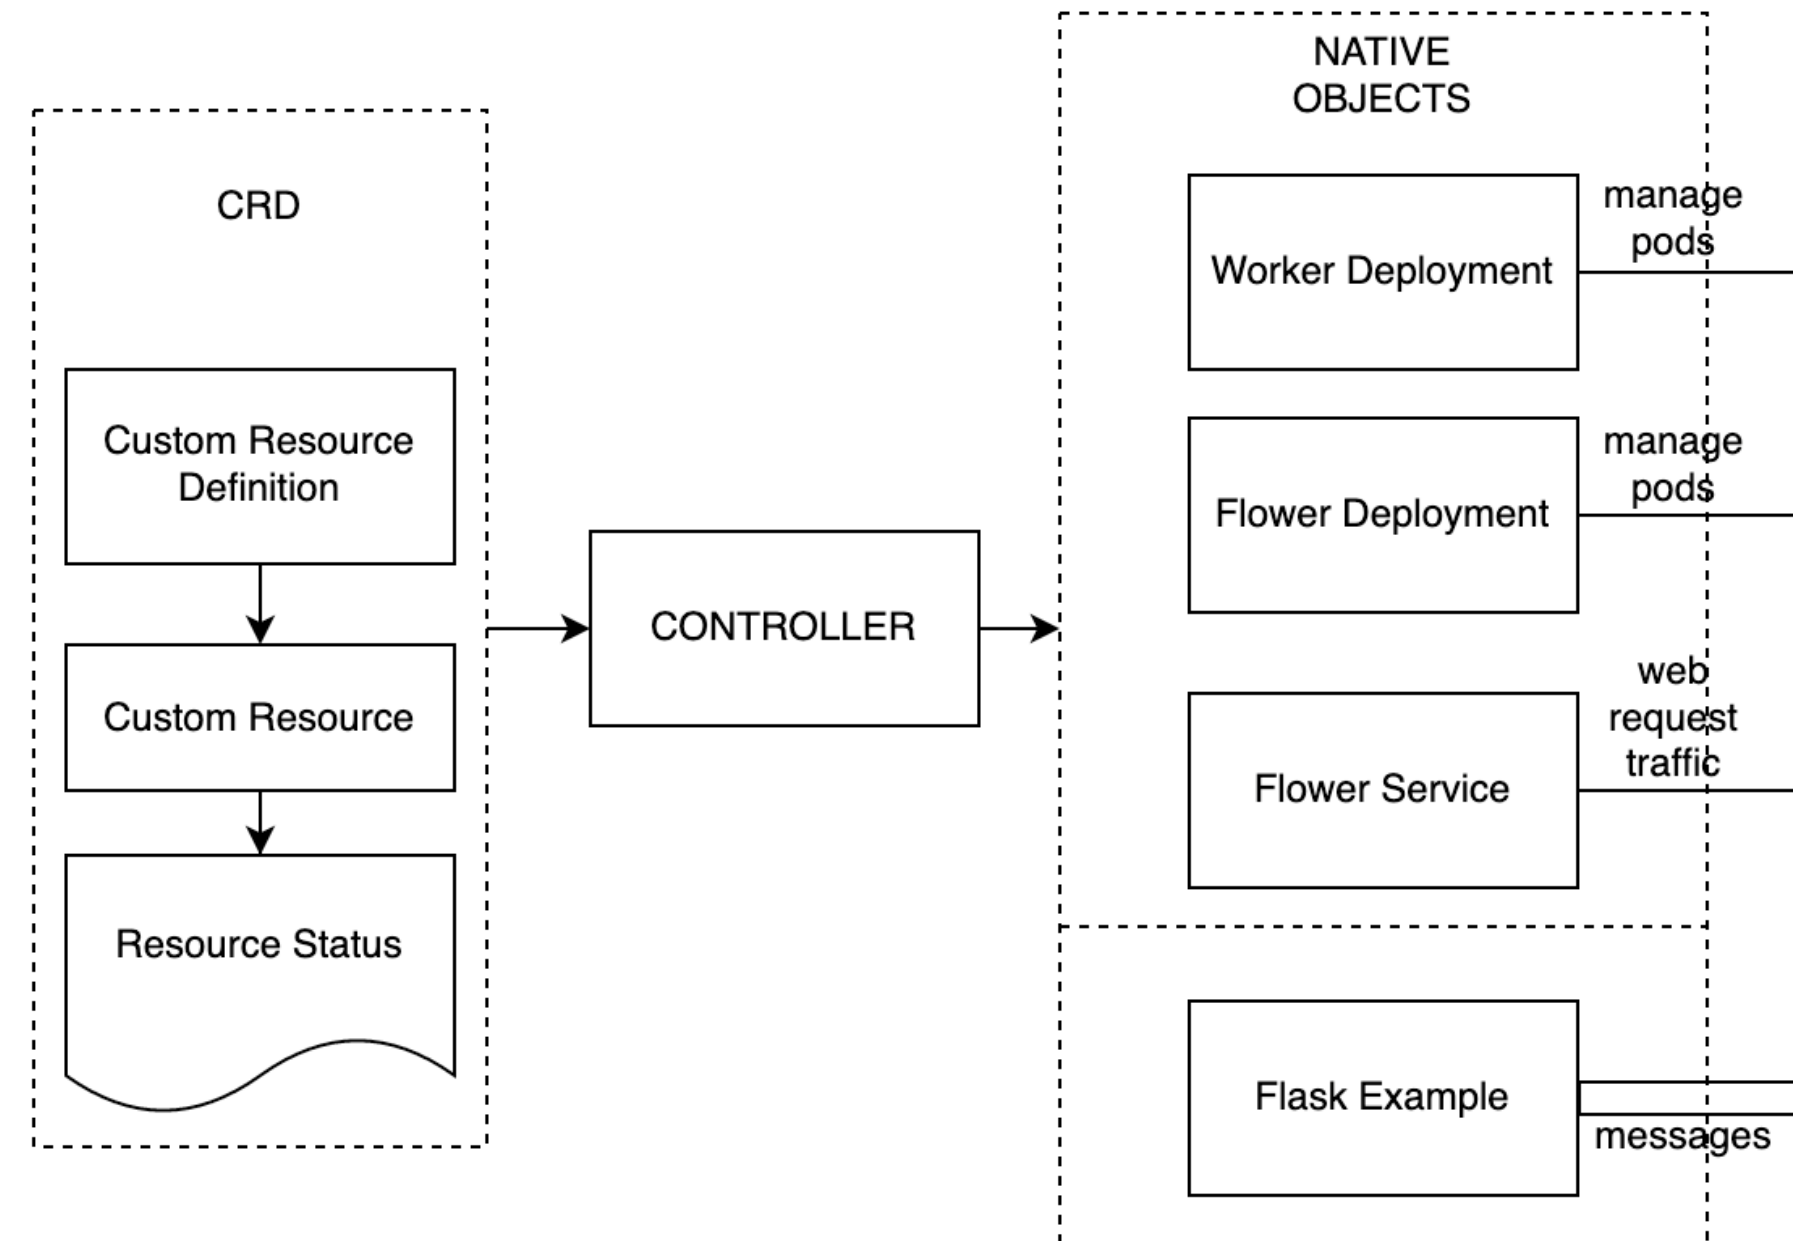 CRD
Custom Resource
Definition
Custom Resource
Resource Status
CONTROLLER
NATIVE
OBJECTS
Worker Deployment
manage
pods
Flower Deployment
manage
pods
Flower Service
web
request
traffic
Flask Example
messages